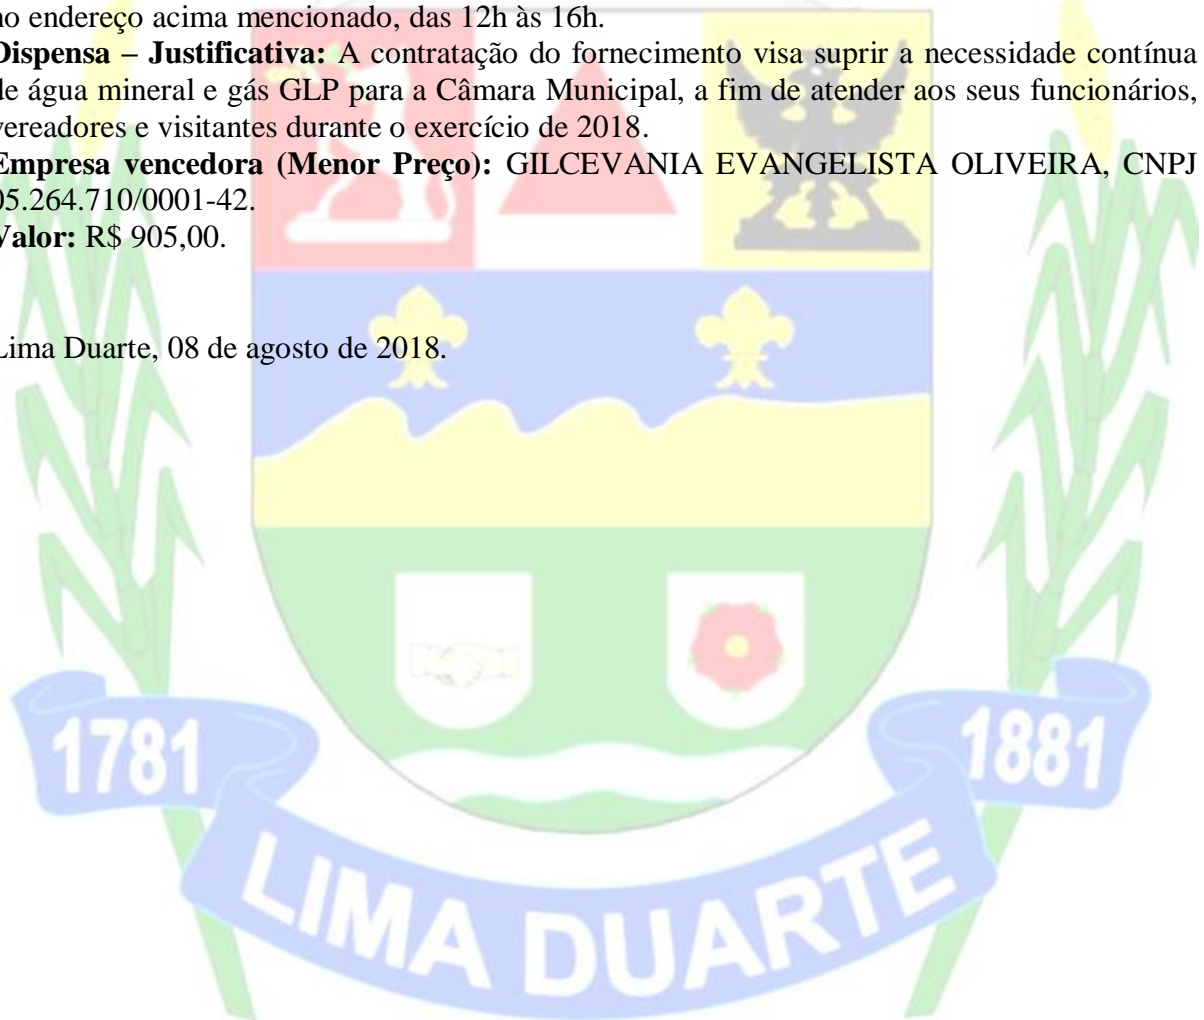 no endereço acima mencionado, das 12h às 16h.
Dispensa – Justificativa: A contratação do fornecimento visa suprir a necessidade contínua
de água mineral e gás GLP para a Câmara Municipal, a fim de atender aos seus funcionários,
vereadores e visitantes durante o exercício de 2018.
Empresa vencedora (Menor Preço): GILCEVANIA EVANGELISTA OLIVEIRA, CNPJ
05.264.710/0001-42.
Valor: R$ 905,00.
Lima Duarte, 08 de agosto de 2018.
1781
1881
LIMA DUARTE